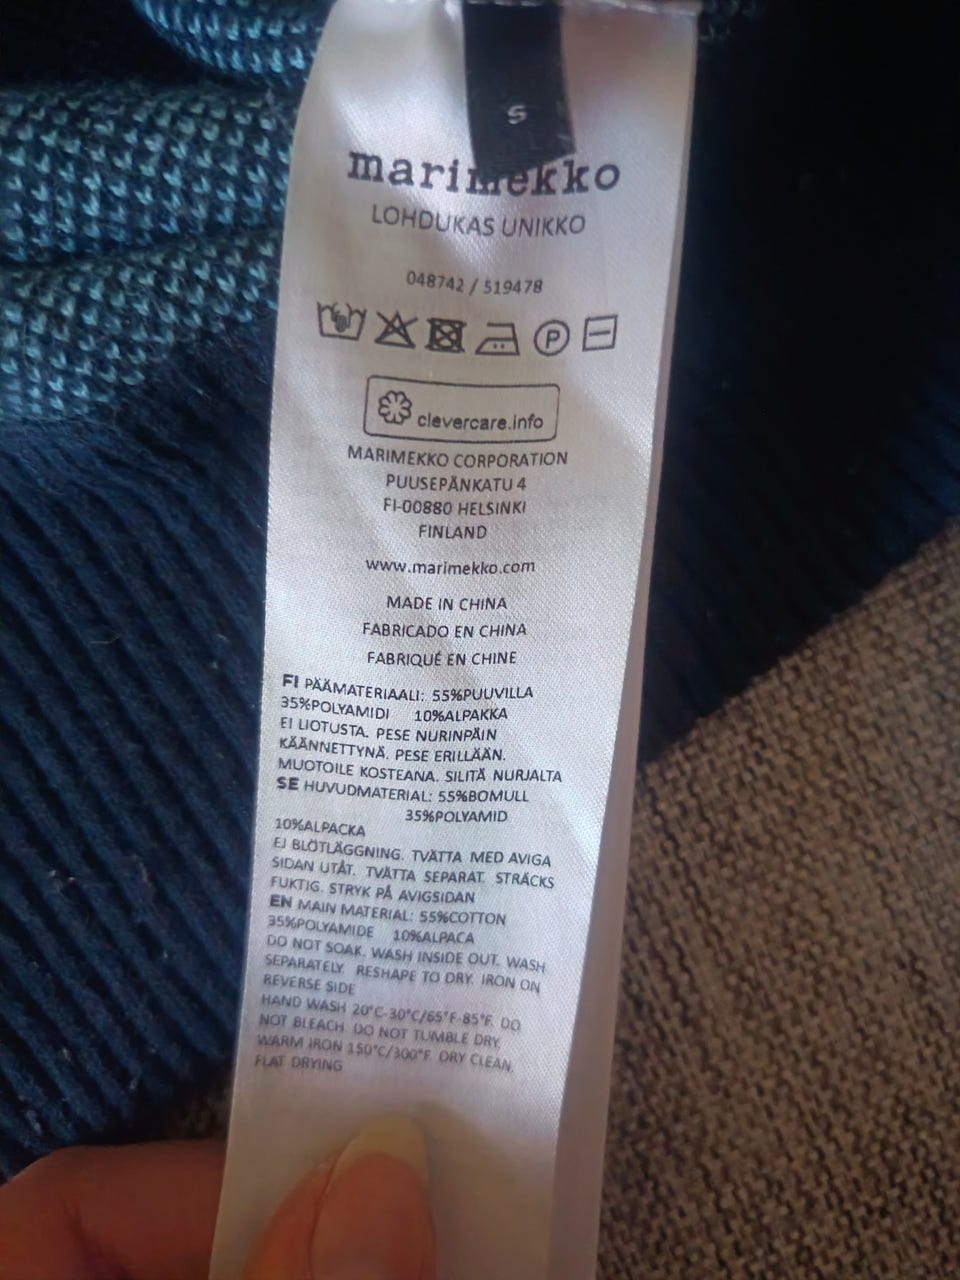 S
marimekko
LOHDUKAS UNIKKO
048742 / 519478
P
clevercare.info
MARIMEKKO CORPORATION
PUUSEPÄNKATU 4
FI-00880 HELSINKI
FINLAND
www.marimekko.com
MADE IN CHINA
FABRICADO EN CHINA
FABRIQUÉ EN CHINE
FI PÄÄMATERIAALI: 55%PUUVILLA
35%POLYAMIDI 10%ALPAKKA
EI LIOTUSTA. PESE NURINPÄIN
KÄÄNNETTYNÄ. PESE ERILLÄÄN.
MUOTOILE KOSTEANA. SILITÄ NURJALTA
SE HUVUDMATERIAL: 55%BOMULL
35%POLYAMID
10%ALPACKA
EJ BLÖTLÄGGNING. TVÄTTA MED AVIGA
SIDAN UTÅT. TVÄTTA SEPARAT. STRÄCKS
FUKTIG. STRYK PÅ AVIGSIDAN
EN MAIN MATERIAL: 55%COTTON
35%POLYAMIDE 10%ALPACA
DO NOT SOAK. WASH INSIDE OUT. WASH
SEPARATELY. RESHAPE TO DRY. IRON ON
REVERSE SIDE
HAND WASH 20°C-30°C/65°F-85°F. DO
NOT BLEACH. DO NOT TUMBLE DRY.
WARM IRON 150°C/300°F. DRY CLEAN.
FLAT DRYING